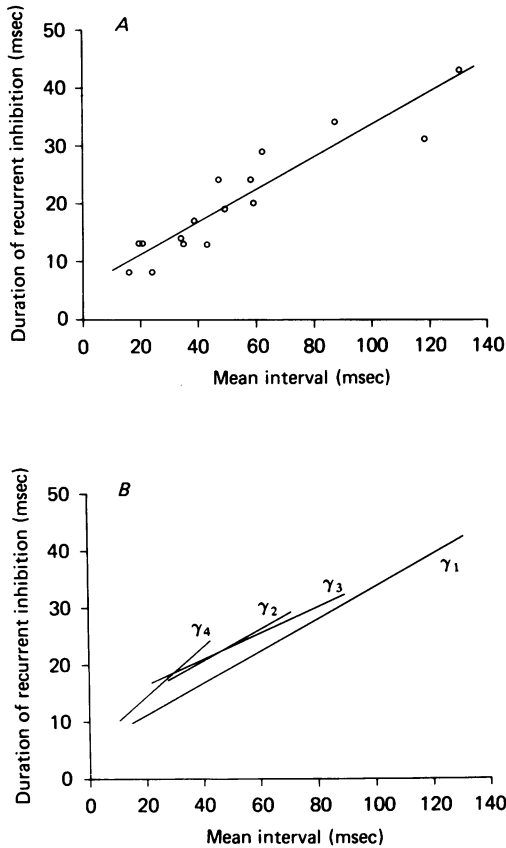 A
Duration of recurrent inhibition (msec)
50
40
30
20
10
0
0 20 40 60 80 100 120 140
Mean interval (msec)
B
Duration of recurrrent inhibition (msec)
50
40
30
20
10
0
γ4
γ2
γ3
γ1
0 20 40 60 80 100 120 140
Mean interval (msec)